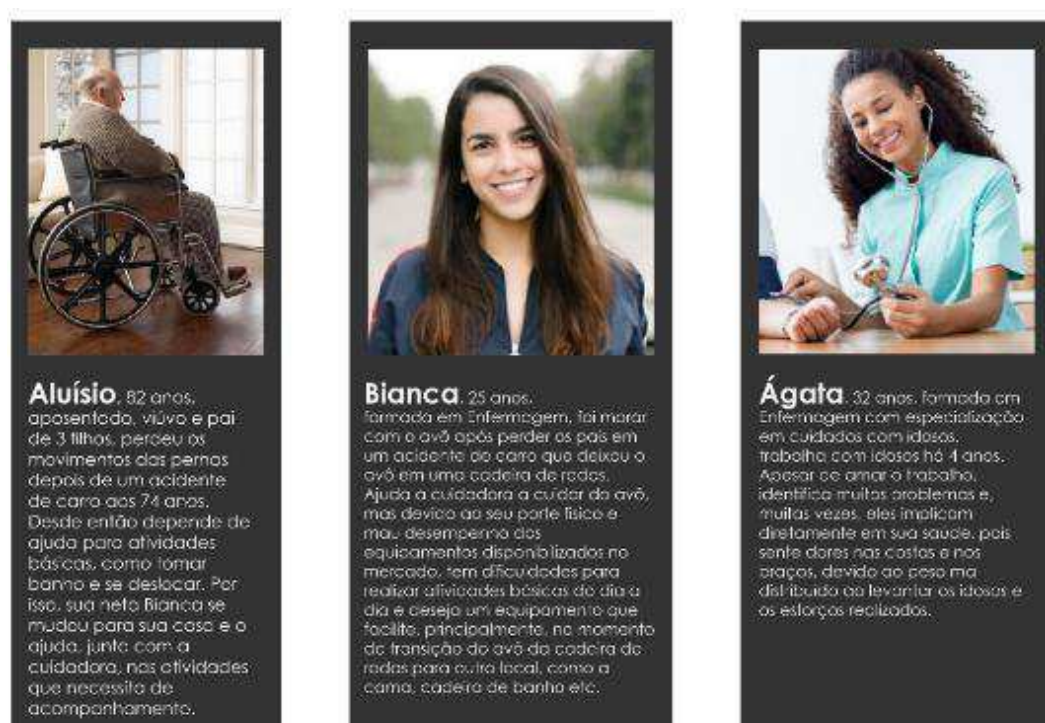 Aluísio, 82 anos,
aposentado, viúvo e pai
de 3 filhos, perdeu os
movimentos das pernas
depois de um acidente
de carro aos 74 anos.
Desde então depende de
ajuda para atividades
básicas, como tomar
banho e se deslocar. Por
isso, sua neta Bianca se
mudou para sua casa e o
ajuda, junto com a
cuidadora, nas atividades
que necessita de
acompanhamento.
Bianca, 25 anos,
formada em Enfermagem, foi morar
com o avô após perder os pais em
um acidente de carro que deixou o
avô em uma cadeira de rodas.
Ajuda a cuidadora a cuidar do avô,
mas devido ao seu porte físico e
mau desempenho dos
equipamentos disponibilizados no
mercado, tem dificuldades para
realizar atividades básicas do dia a
dia e deseja um equipamento que
facilite, principalmente, no momento
de transição do avô da cadeira de
rodas para outro local, como a
cama, cadeira de banho etc.
Ágata, 32 anos, formada em
Enfermagem com especialização
em cuidados com idosos,
trabalha com idosos há 4 anos.
Apesar de amar o trabalho,
identifica muitos problemas e,
muitas vezes, eles implicam
diretamente em sua saúde, pois
sente dores nas costas e nos
braços, devido ao peso mal
distribuído ao levantar os idosos e
os esforços realizados.